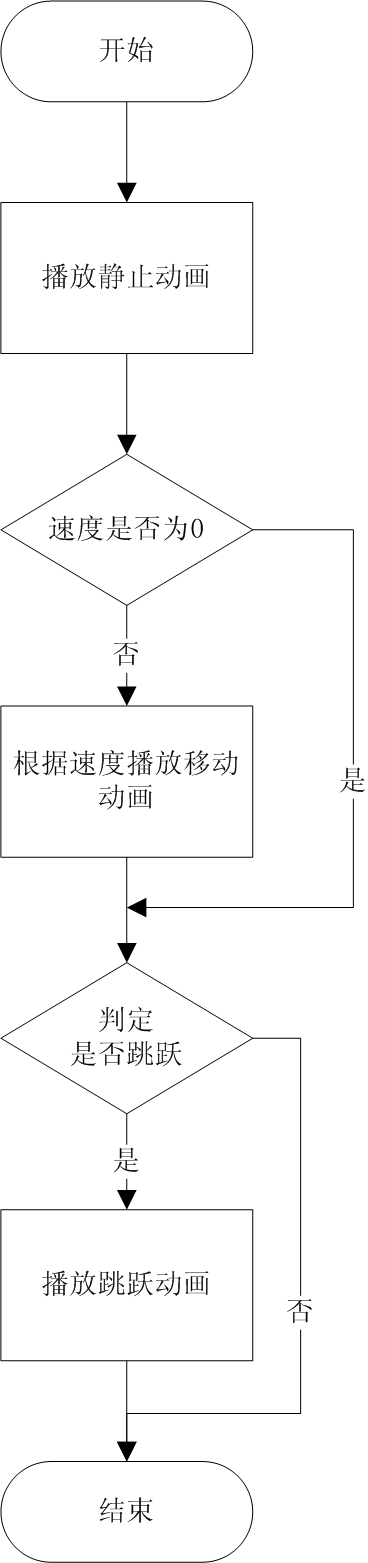 开始
播放静止动画
速度是否为0
否
根据速度播放移动
动画
是
判定
是否跳跃
是
播放跳跃动画
否
结束